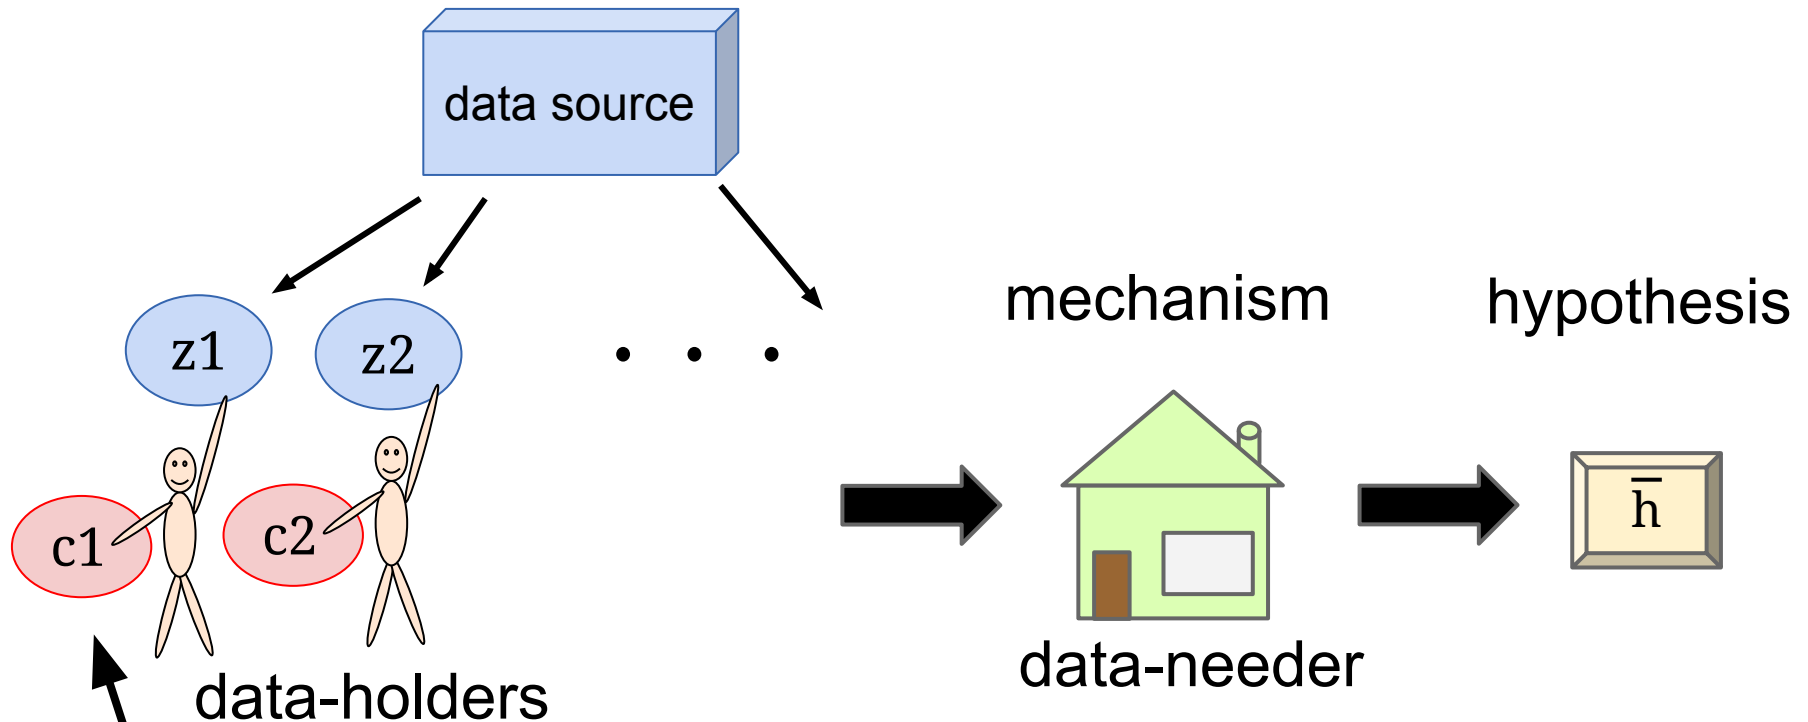 data source
mechanism
hypothesis
z1
z2
. . .
c1
c2
h̅
data-needer
data-holders